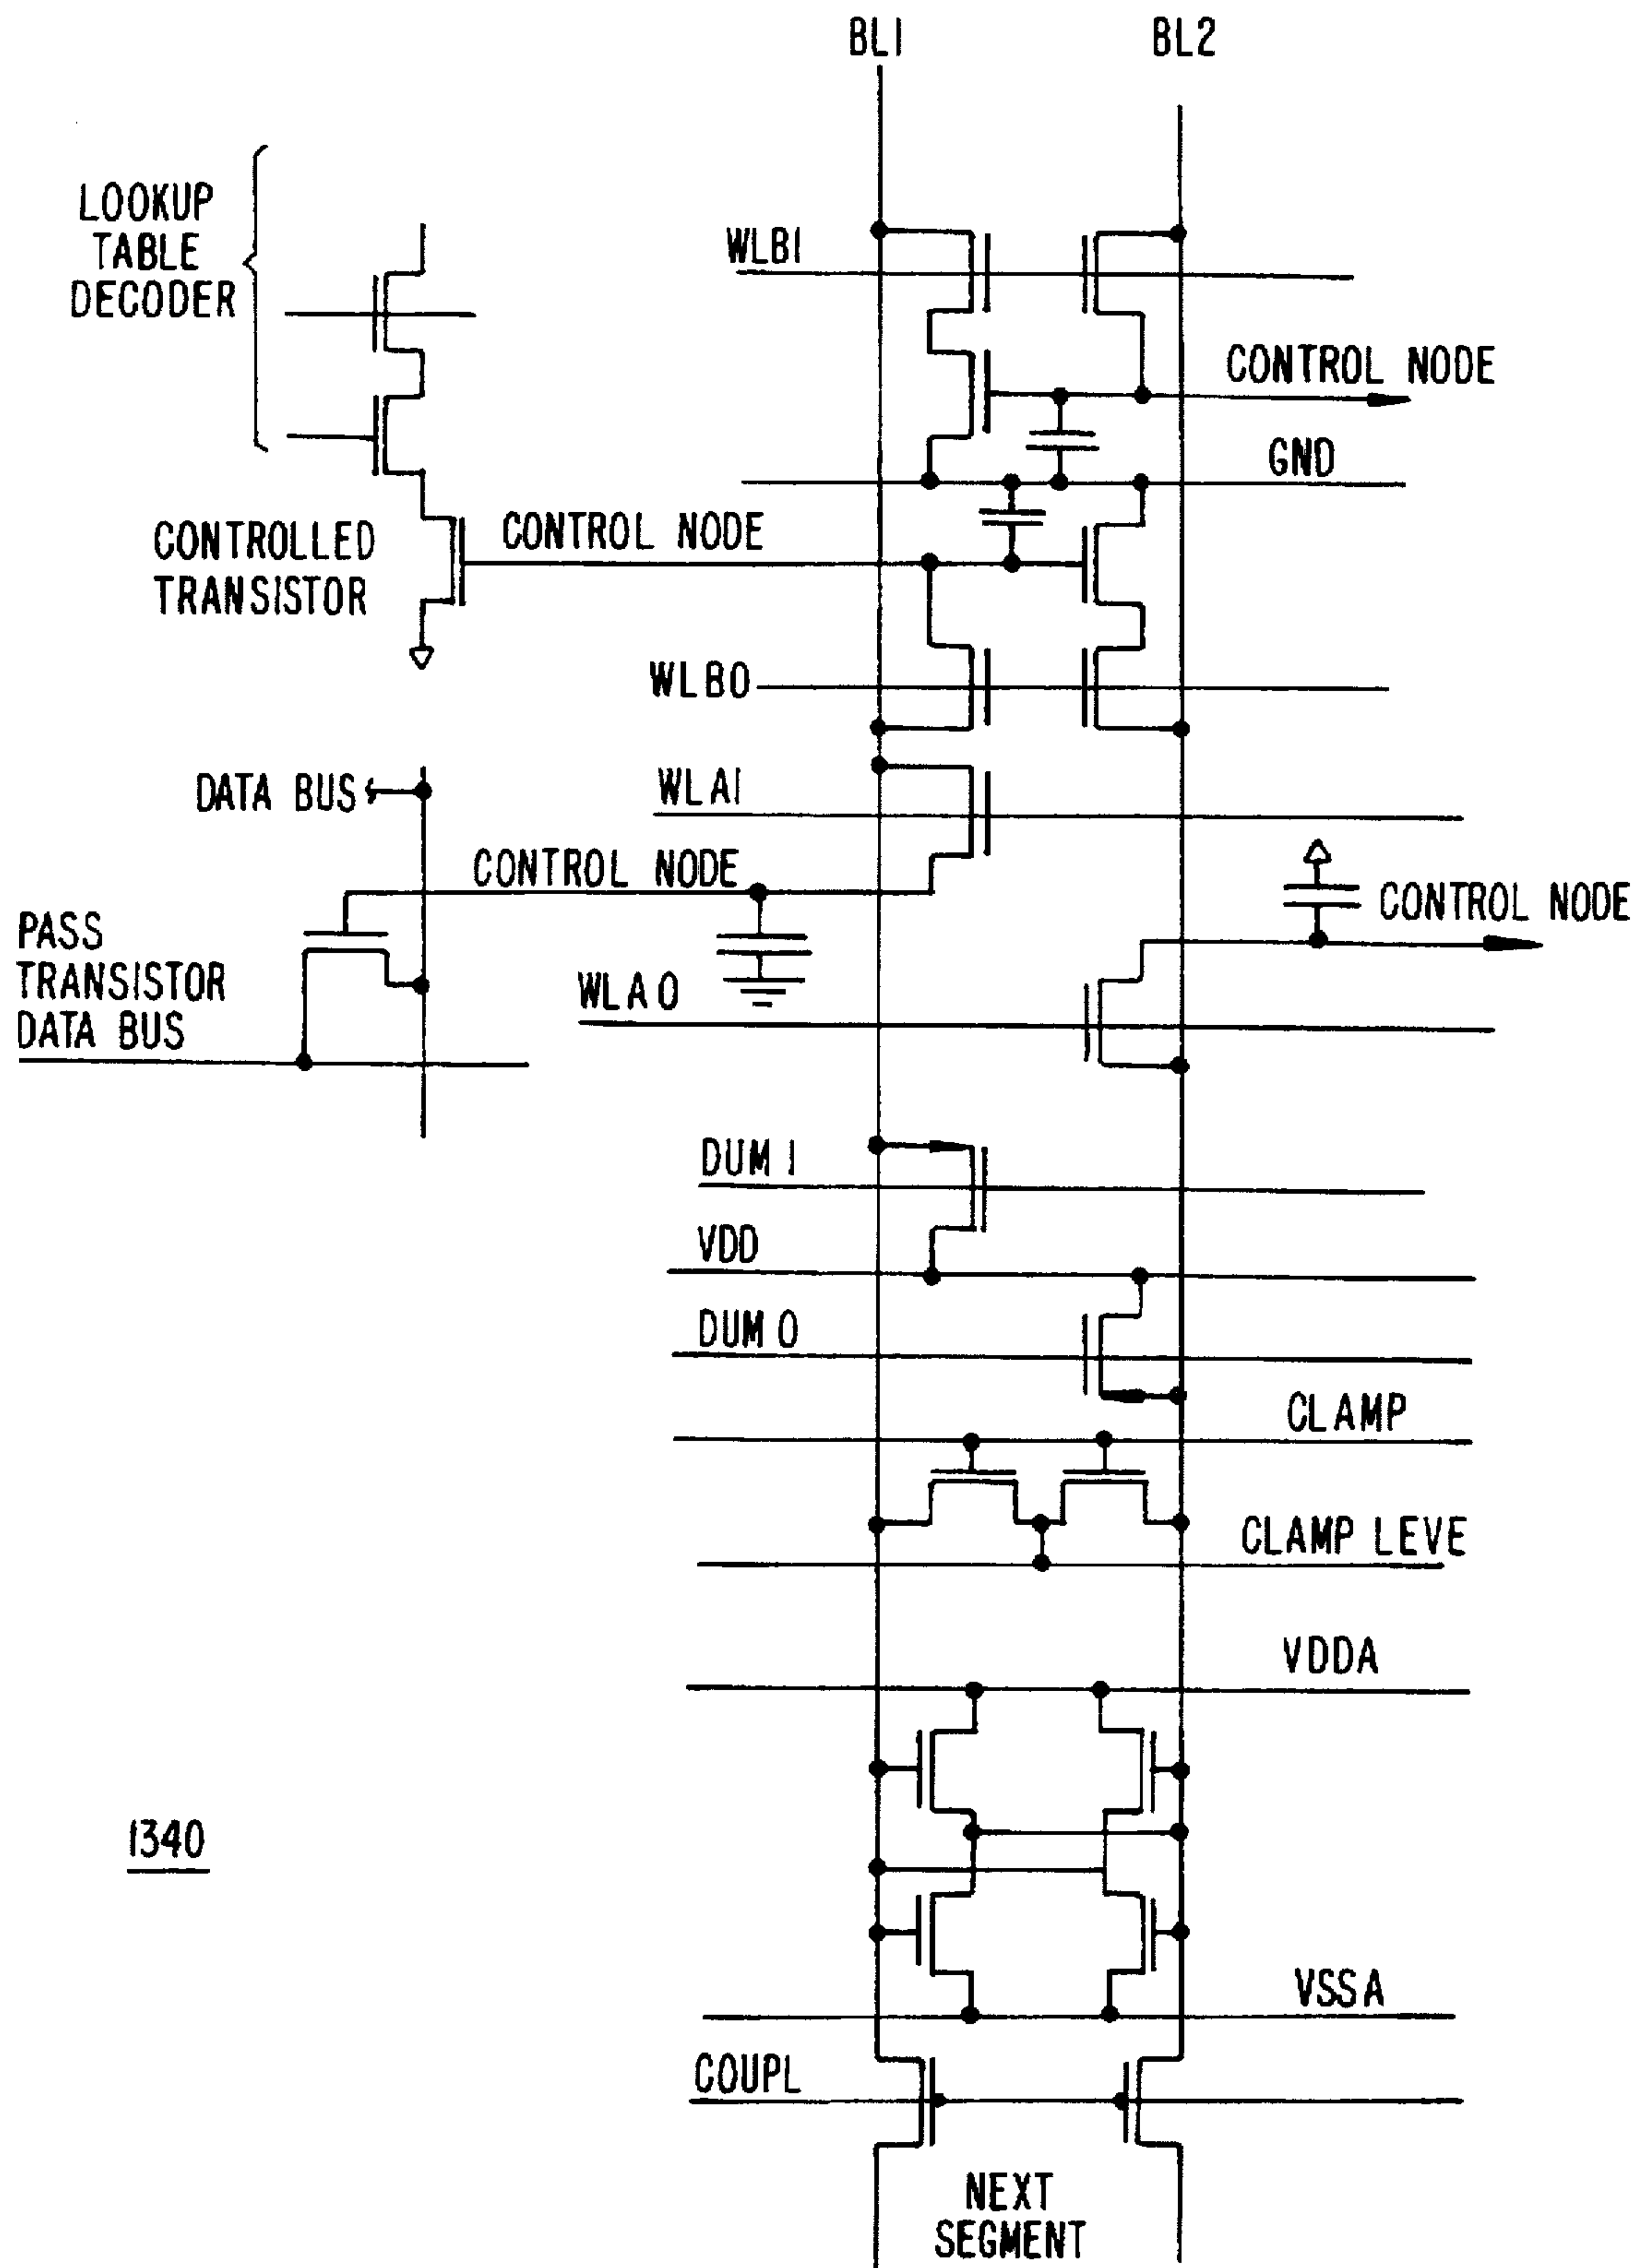 BL1
BL2
LOOKUP
TABLE
DECODER
WLB1
CONTROL NODE
GND
CONTROLLED
TRANSISTOR
CONTROL NODE
WLB0
DATA BUS
WLA1
CONTROL NODE
CONTROL NODE
PASS
TRANSISTOR
DATA BUS
WLA0
DUM 1
VDD
DUM 0
CLAMP
CLAMP LEVE
VDDA
1340
VSSA
COUPL
NEXT
SEGMENT